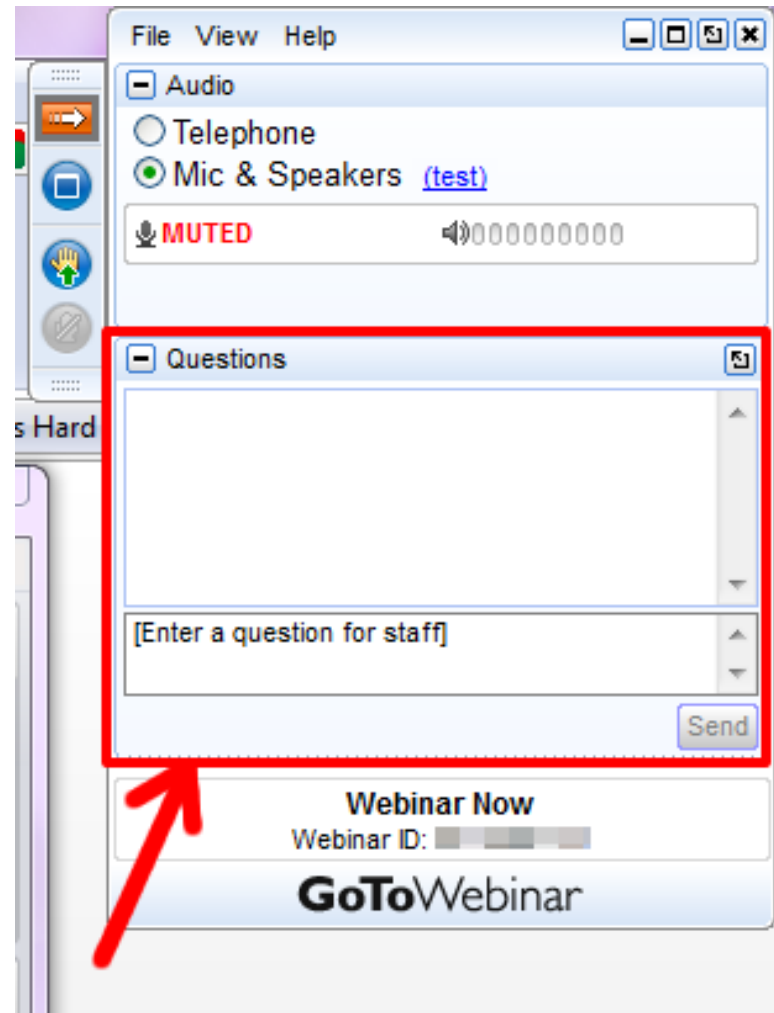 File View Help
Audio
Telephone
Mic & Speakers (test)
MUTED 000000000
s Hard
Questions
[Enter a question for staff]
Send
Webinar Now
Webinar ID:
GoToWebinar